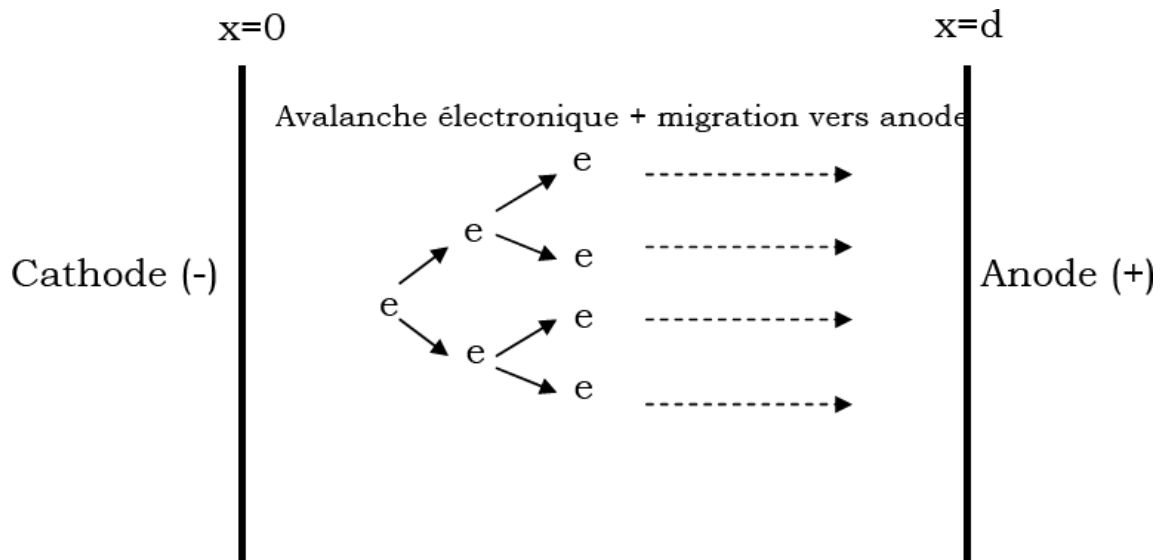 x=0
x=d
Avalanche électronique + migration vers anode
e
e
e
Cathode (-)
Anode (+)
e
e
e
e